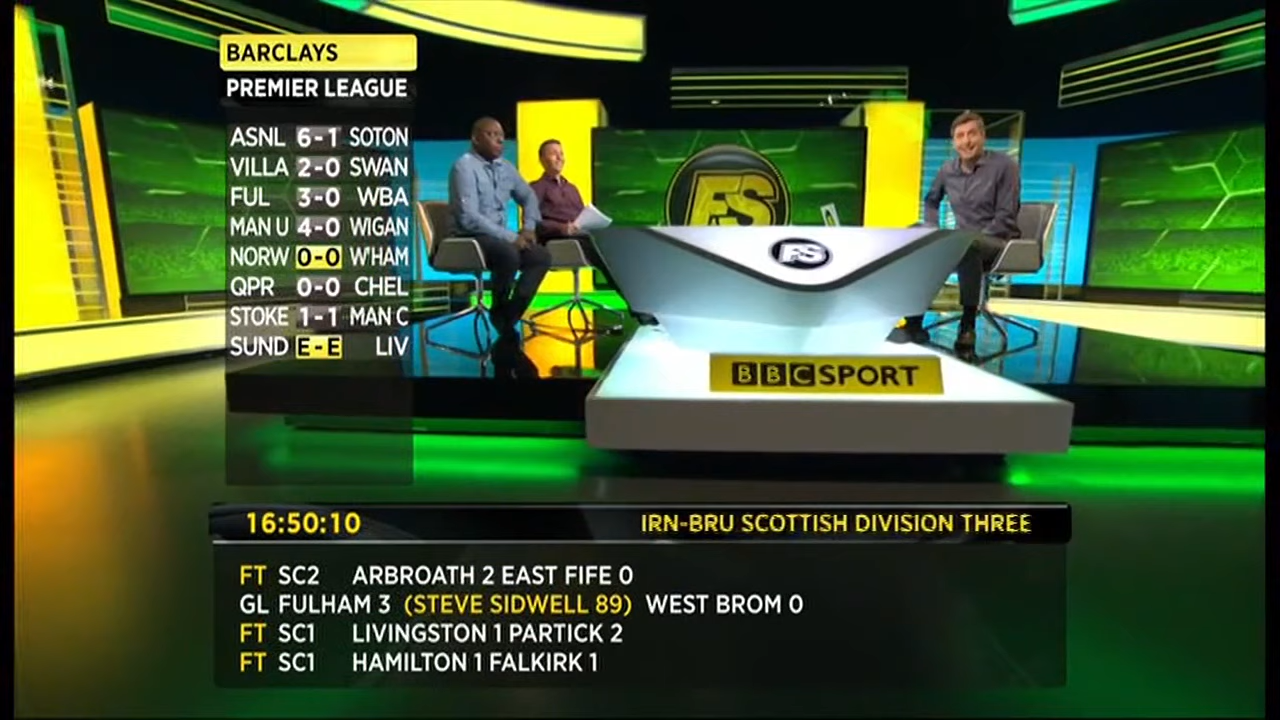 BARCLAYS
PREMIER LEAGUE
ASNL 6-1 SOTON
VILLA 2-0 SWAN
FUL 3-0 WBA
MAN U 4-0 WIGAN
NORW 0-0 W'HAM
QPR 0-0 CHEL
STOKE 1-1 MAN C
SUND E-E LIV
FS
FS
BBC SPORT
16:50:10 IRN-BRU SCOTTISH DIVISION THREE
FT SC2 ARBROATH 2 EAST FIFE 0
GL FULHAM 3 (STEVE SIDWELL 89) WEST BROM 0
FT SC1 LIVINGSTON 1 PARTICK 2
FT SC1 HAMILTON 1 FALKIRK 1